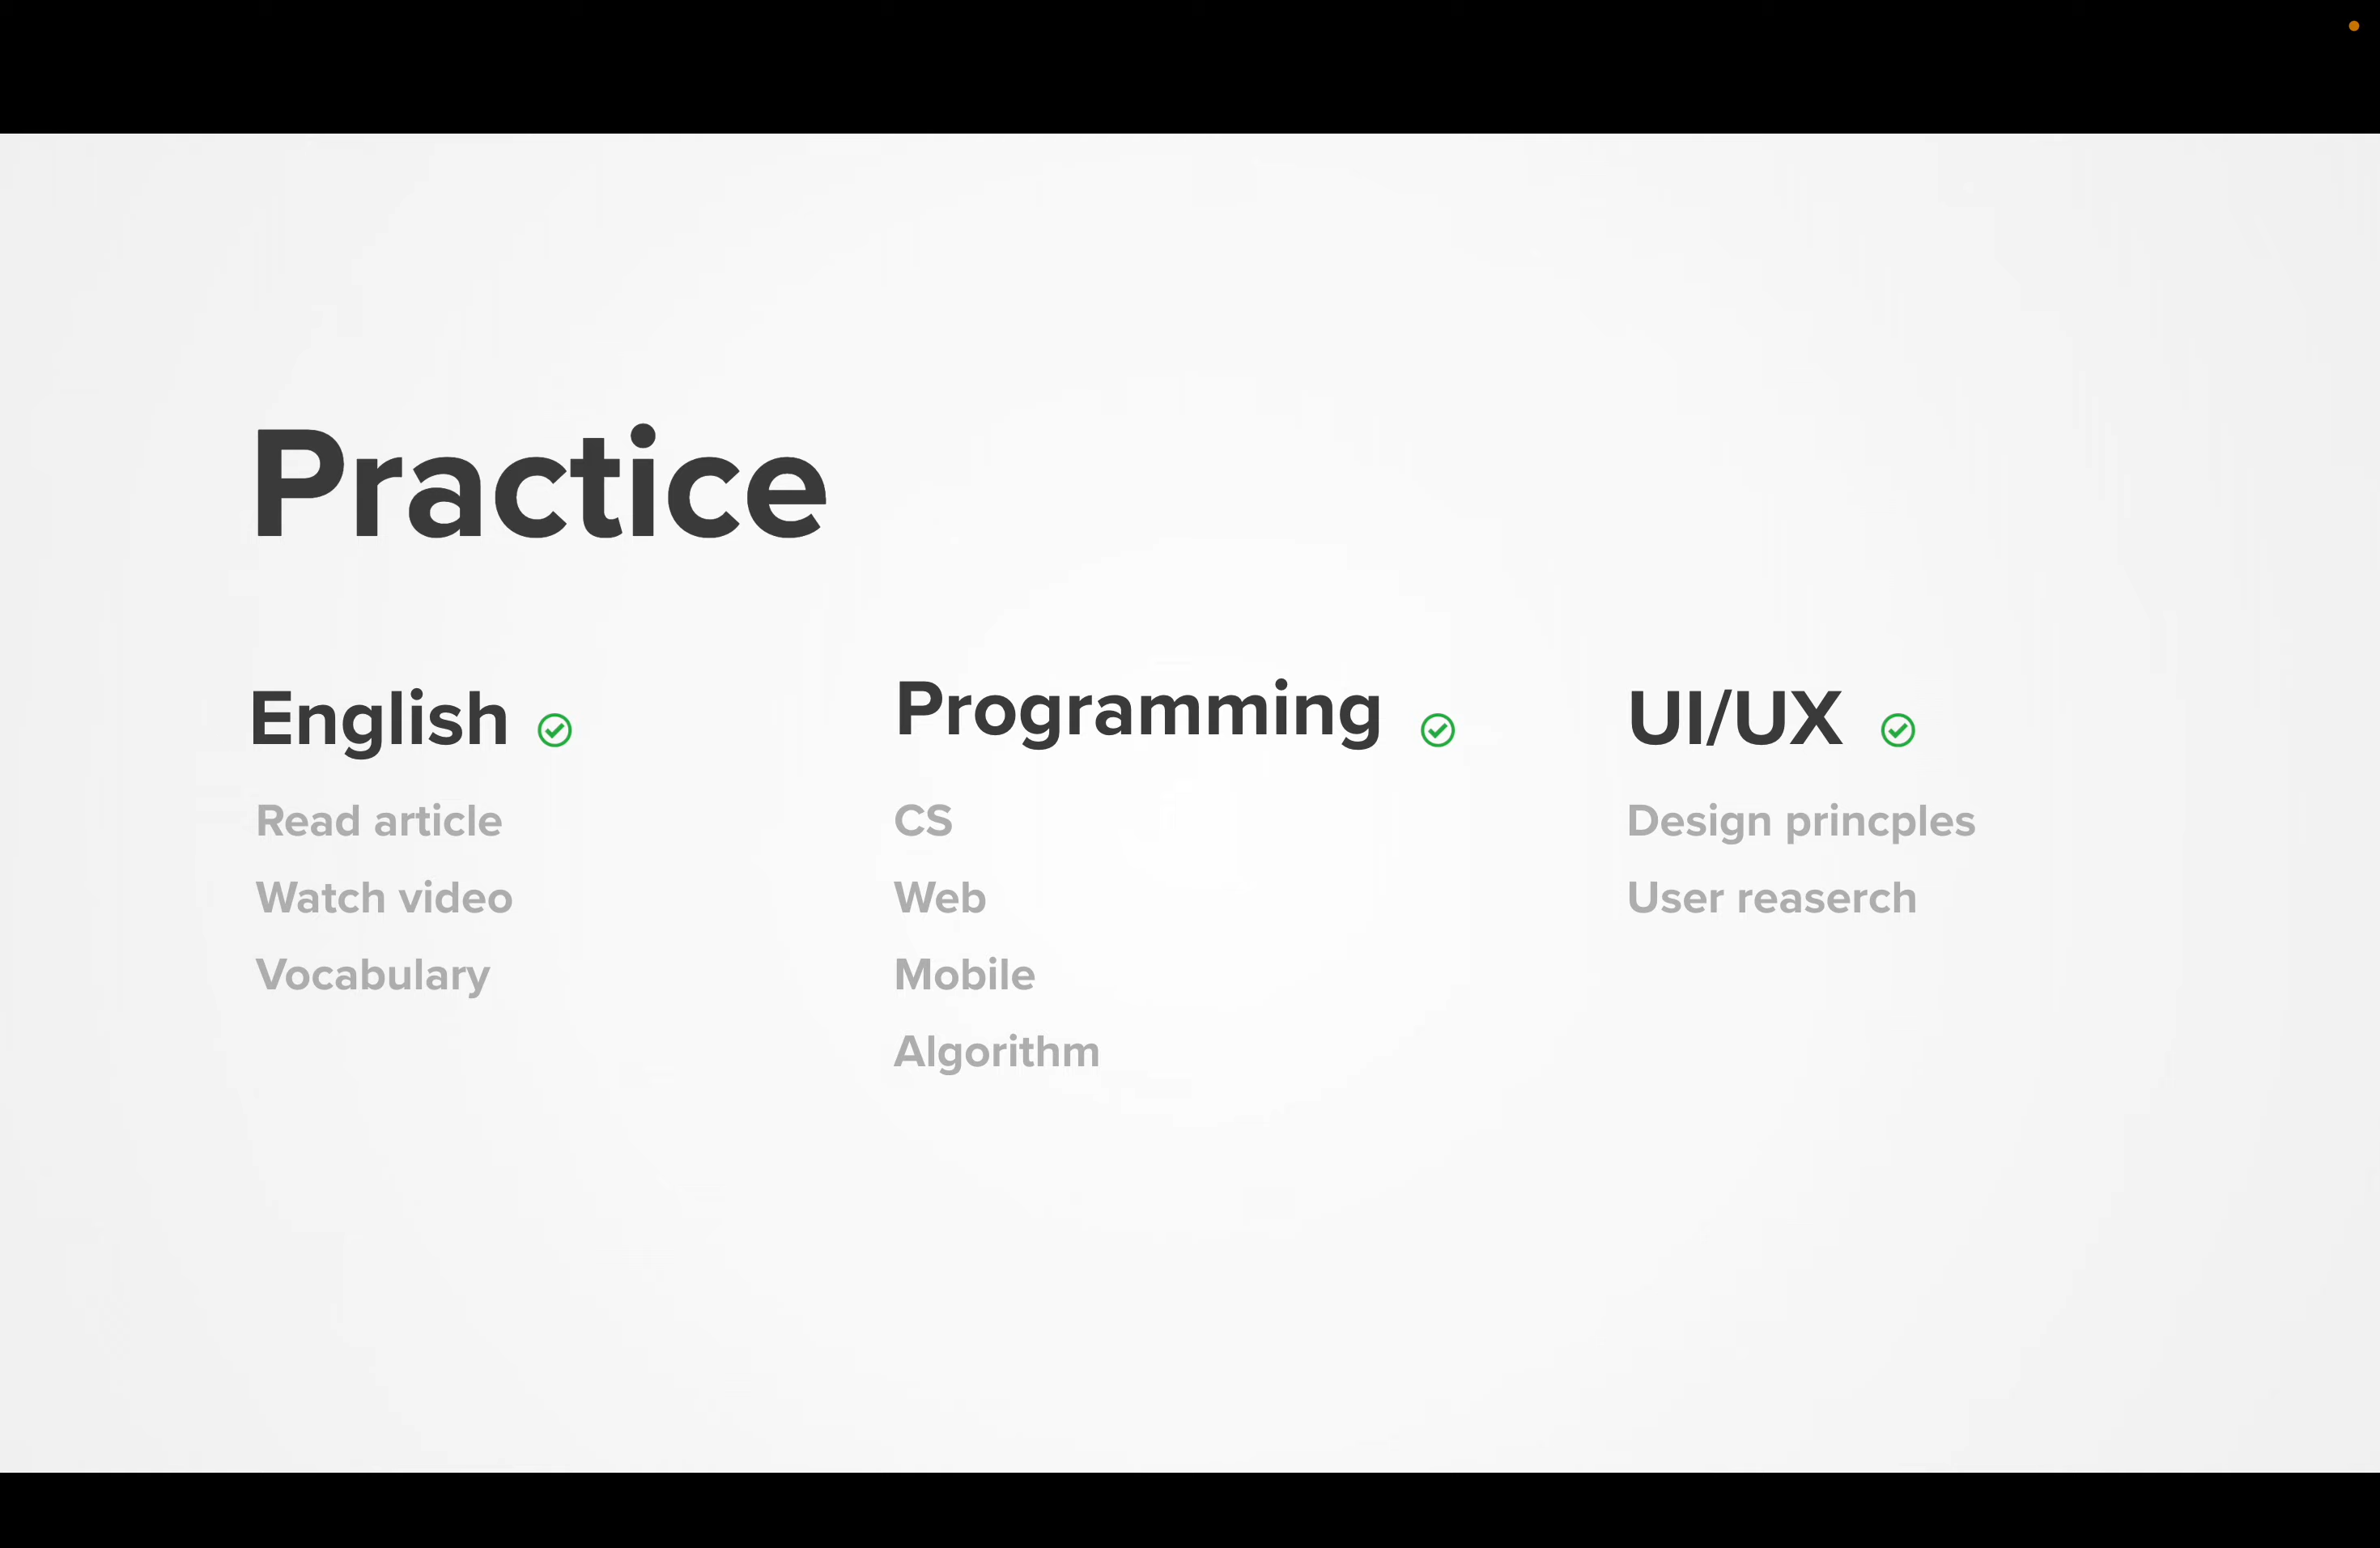 Practice
English
Read article
Watch video
Vocabulary
Programming
CS
Web
Mobile
Algorithm
UI/UX
Design princples
User reaserch